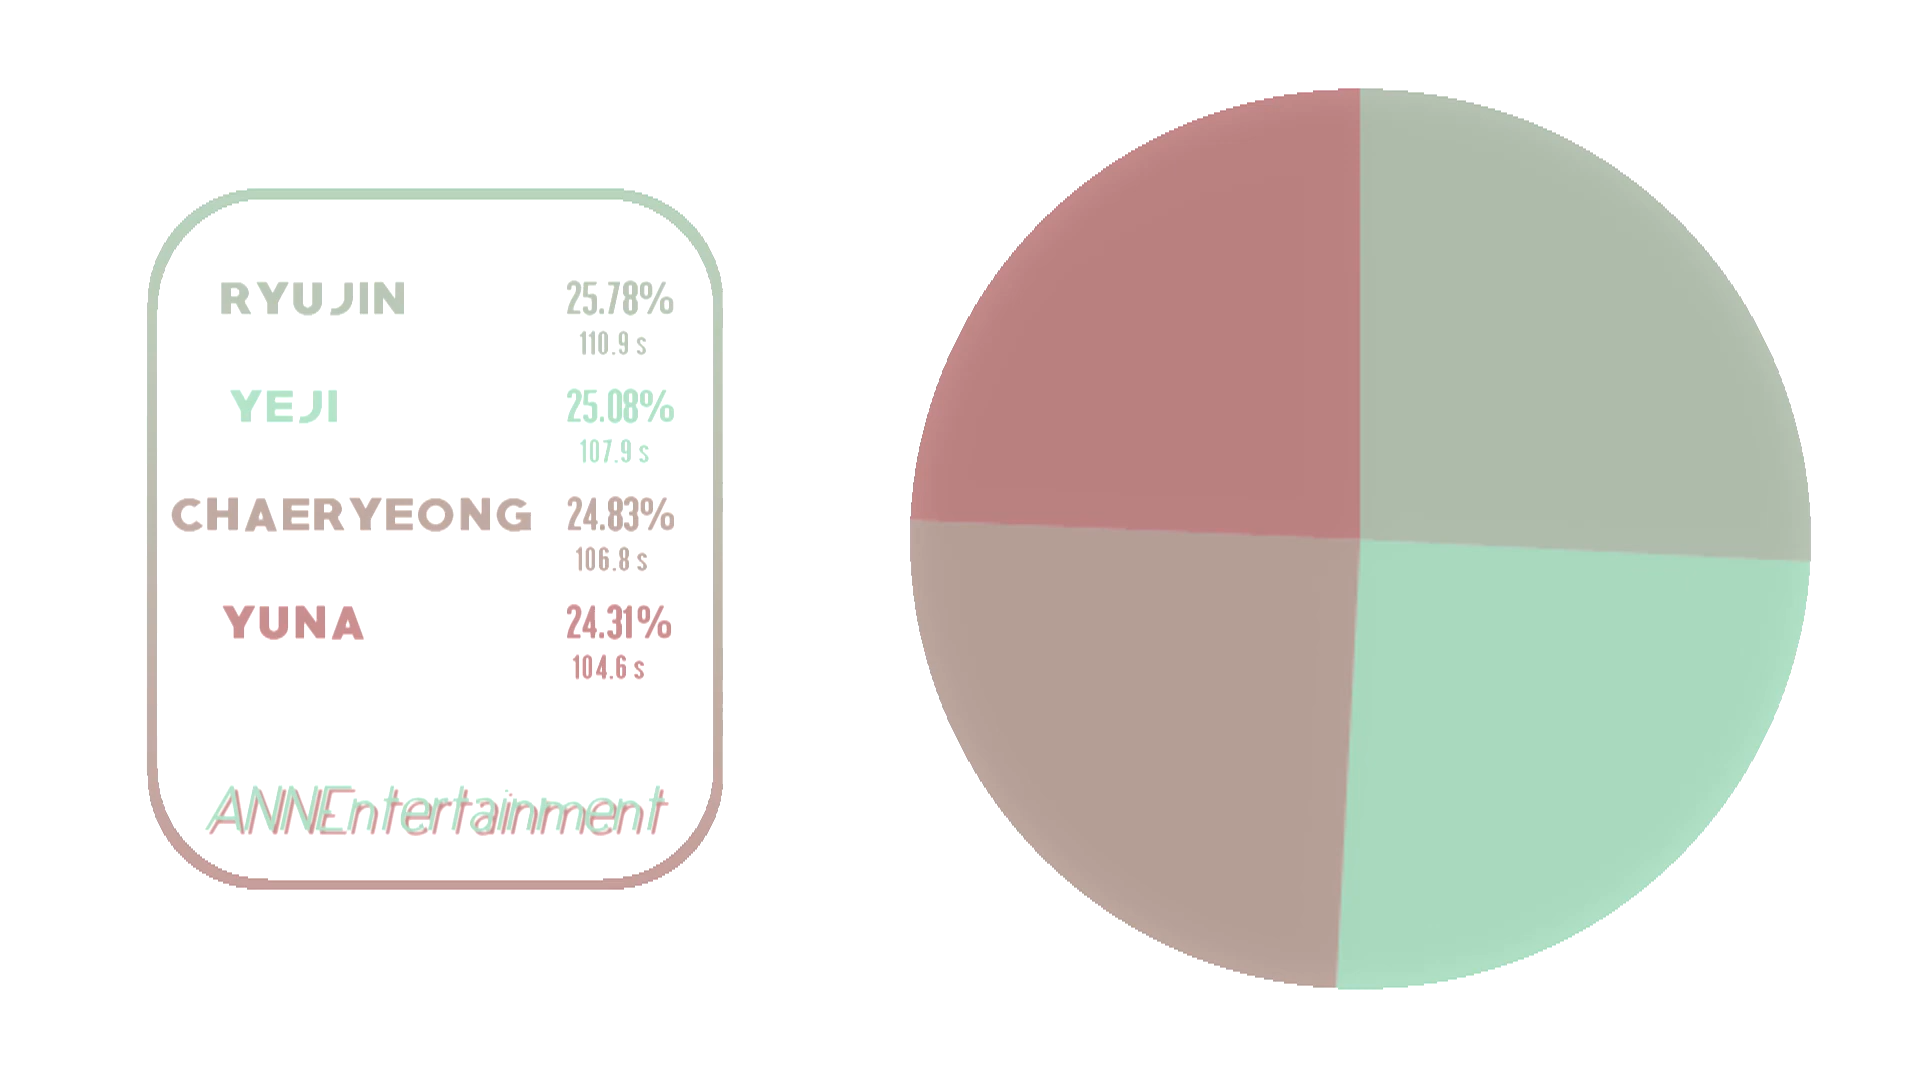 RYUJIN 25.78%
110.9 s
YEJI 25.08%
107.9 s
CHAERYEONG 24.83%
106.8 s
YUNA 24.31%
104.6 s
ANNEntertainment